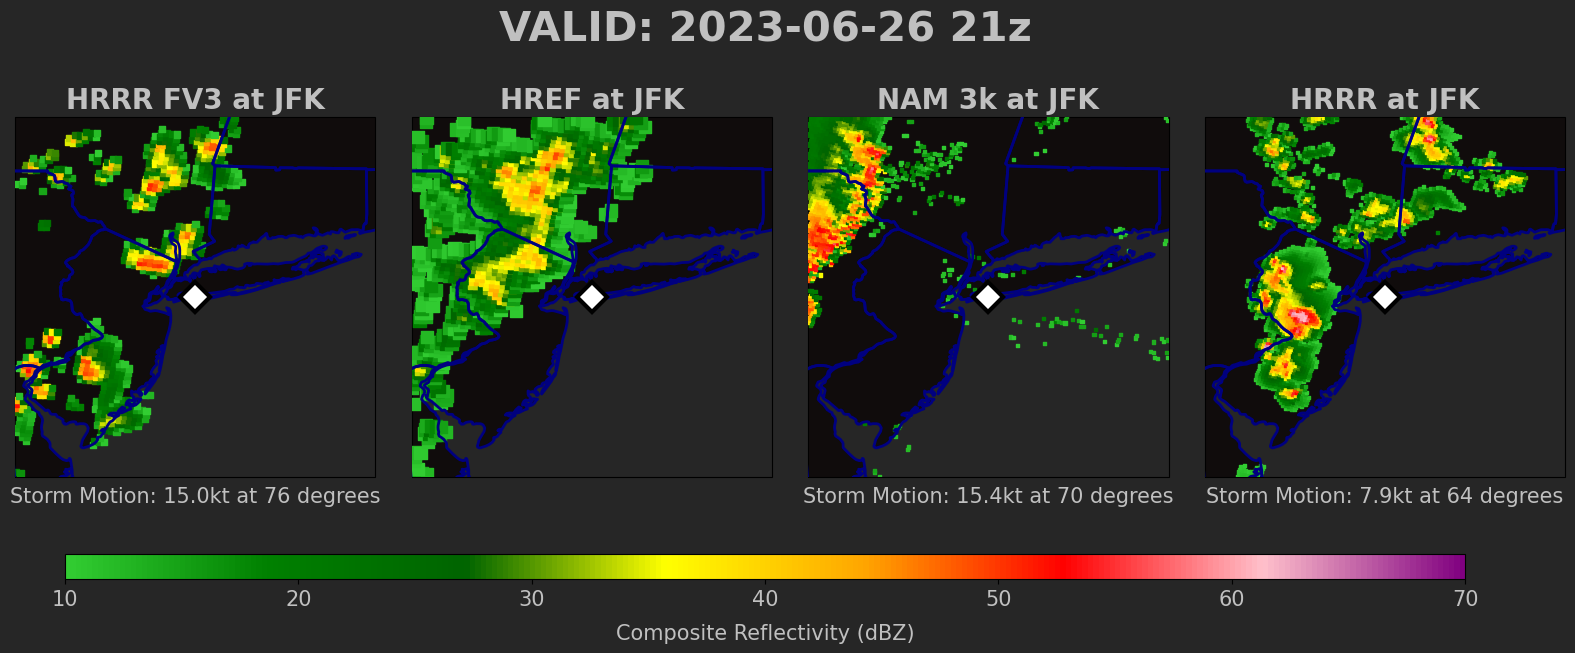 VALID: 2023-06-26 21z
HRRR FV3 at JFK
HREF at JFK
NAM 3k at JFK
HRRR at JFK
Storm Motion: 15.0kt at 76 degrees
Storm Motion: 15.4kt at 70 degrees
Storm Motion: 7.9kt at 64 degrees
10 20 30 40 50 60 70
Composite Reflectivity (dBZ)